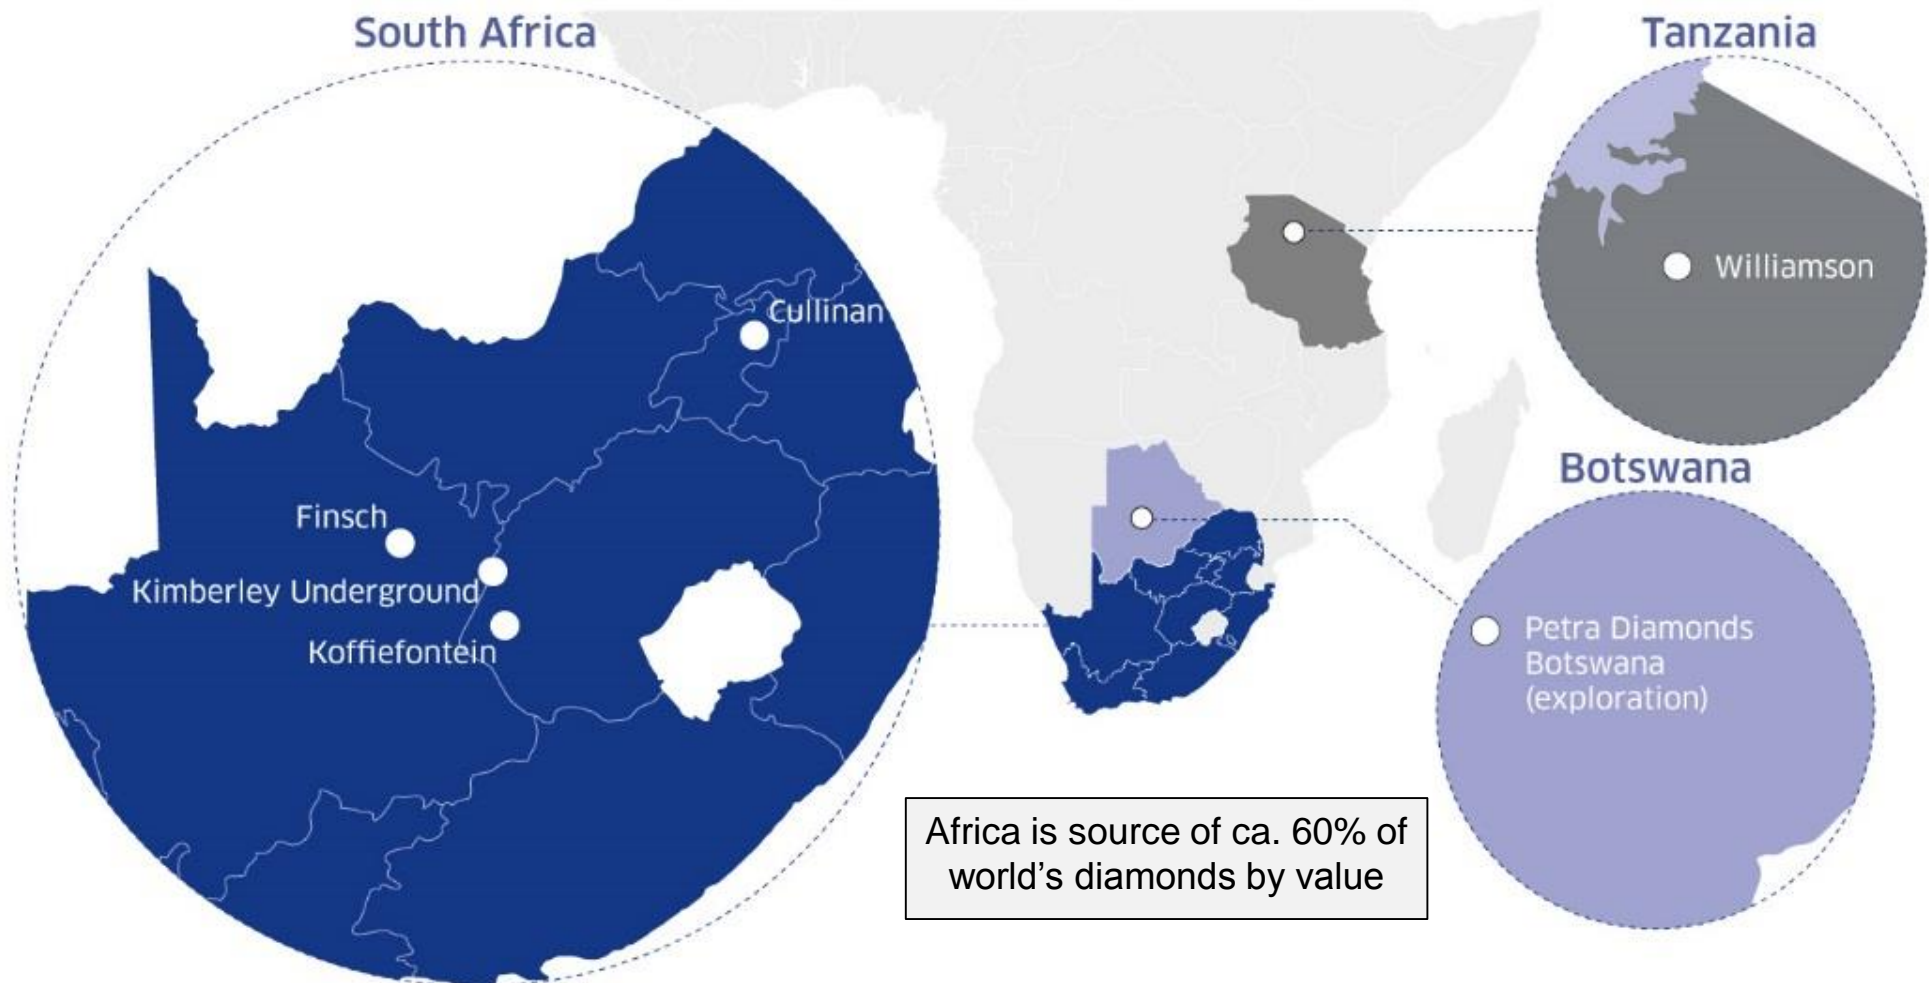 South Africa
Cullinan
Finsch
Kimberley Underground
Koffiefontein
Tanzania
Williamson
Botswana
Petra Diamonds
Botswana
(exploration)
Africa is source of ca. 60% of
world's diamonds by value